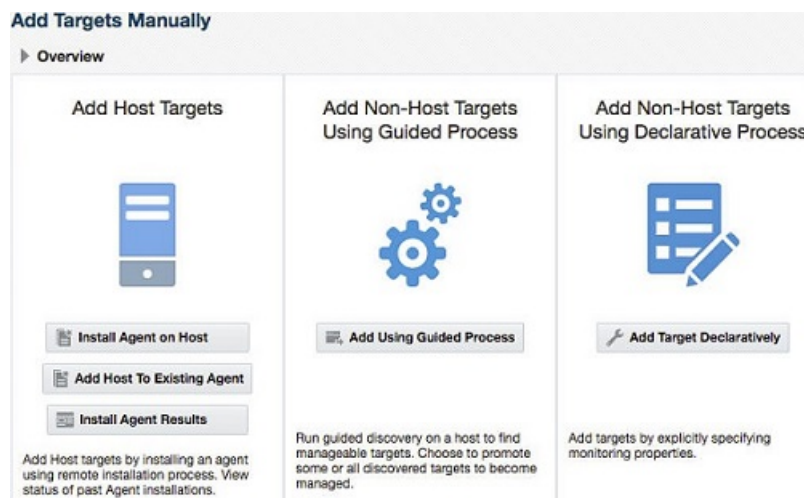 Add Targets Manually
Overview
Add Host Targets
Install Agent on Host
Add Host To Existing Agent
Install Agent Results
Add Host targets by installing an agent
using remote installation process. View
status of past Agent installations.
Add Non-Host Targets
Using Guided Process
Add Using Guided Process
Run guided discovery on a host to find
manageable targets. Choose to promote
some or all discovered targets to become
managed.
Add Non-Host Targets
Using Declarative Process
Add Target Declaratively
Add targets by explicitly specifying
monitoring properties.